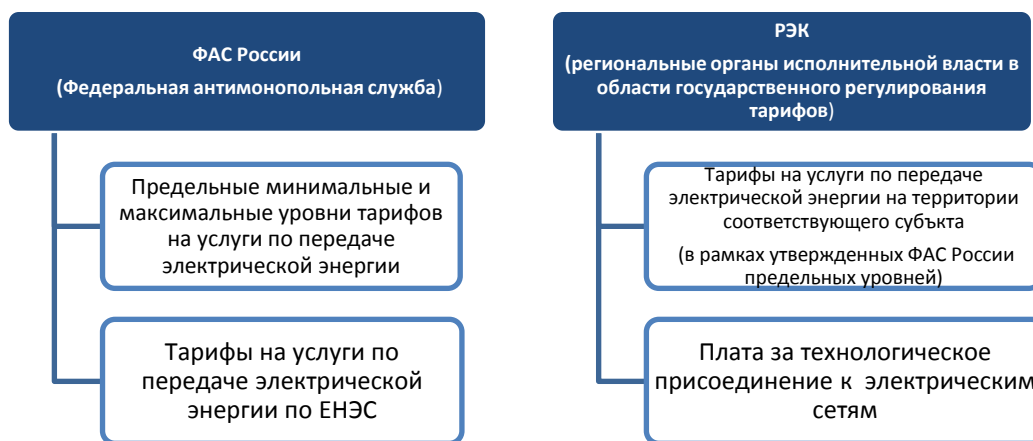 ФАС России
(Федеральная антимонопольная служба)
Предельные минимальные и
максимальные уровни тарифов
на услуги по передаче
электрической энергии
Тарифы на услуги по
передаче электрической
энергии по ЕНЭС
РЭК
(региональные органы исполнительной власти в
области государственного регулирования
тарифов)
Тарифы на услуги по передаче
электрической энергии на территории
соответствующего субъкта
(в рамках утвержденных ФАС России
предельных уровней)
Плата за технологическое
присоединение к электрическим
сетям